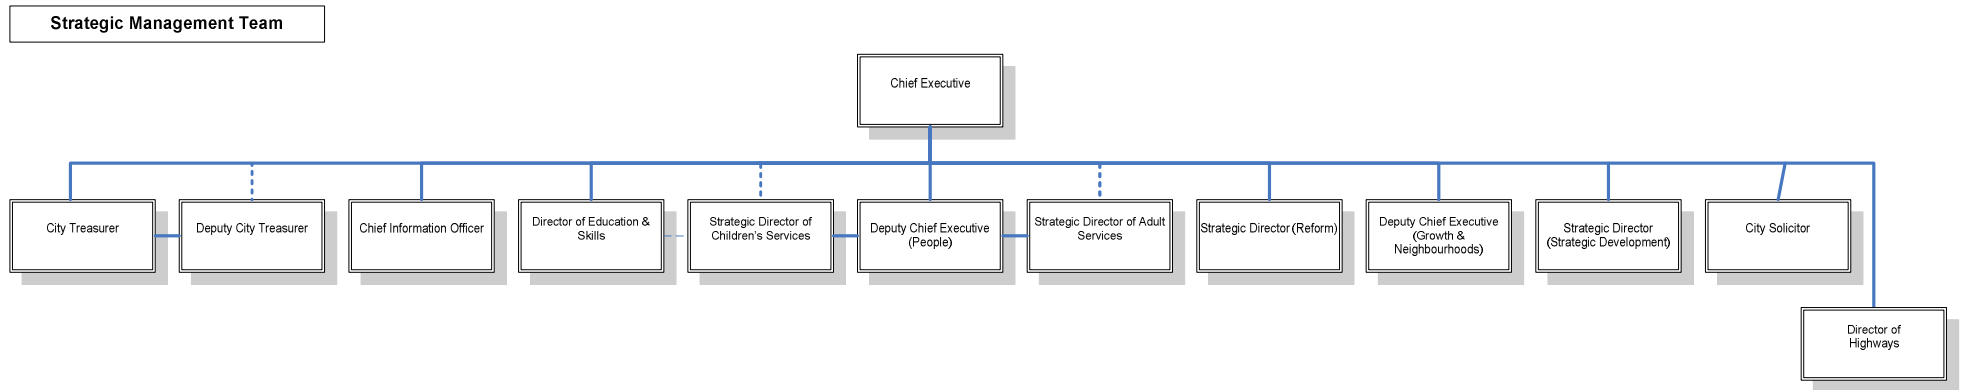 Strategic Management Team
Chief Executive
City Treasurer
Deputy City Treasurer
Chief Information Officer
Director of Education &
Skills
Strategic Director of
Children's Services
Deputy Chief Executive
(People)
Strategic Director of Adult
Services
Strategic Director (Reform)
Deputy Chief Executive
(Growth &
Neighbourhoods)
Strategic Director
(Strategic Development)
City Solicitor
Director of
Highways